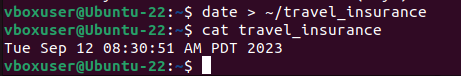 vboxuser@Ubuntu-22:~$ date > ~/travel_insurance
vboxuser@Ubuntu-22:~$ cat travel_insurance
Tue Sep 12 08:30:51 AM PDT 2023
vboxuser@Ubuntu-22:~$